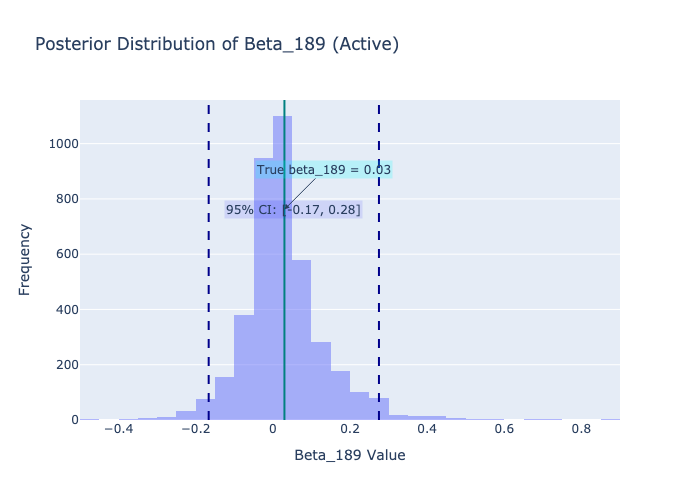 Posterior Distribution of Beta_189 (Active)
1000
800
600
400
200
0
True beta_189 = 0.03
95% CI: [-0.17, 0.28]
−0.4
−0.2
0
0.2
0.4
0.6
0.8
Beta_189 Value
Frequency